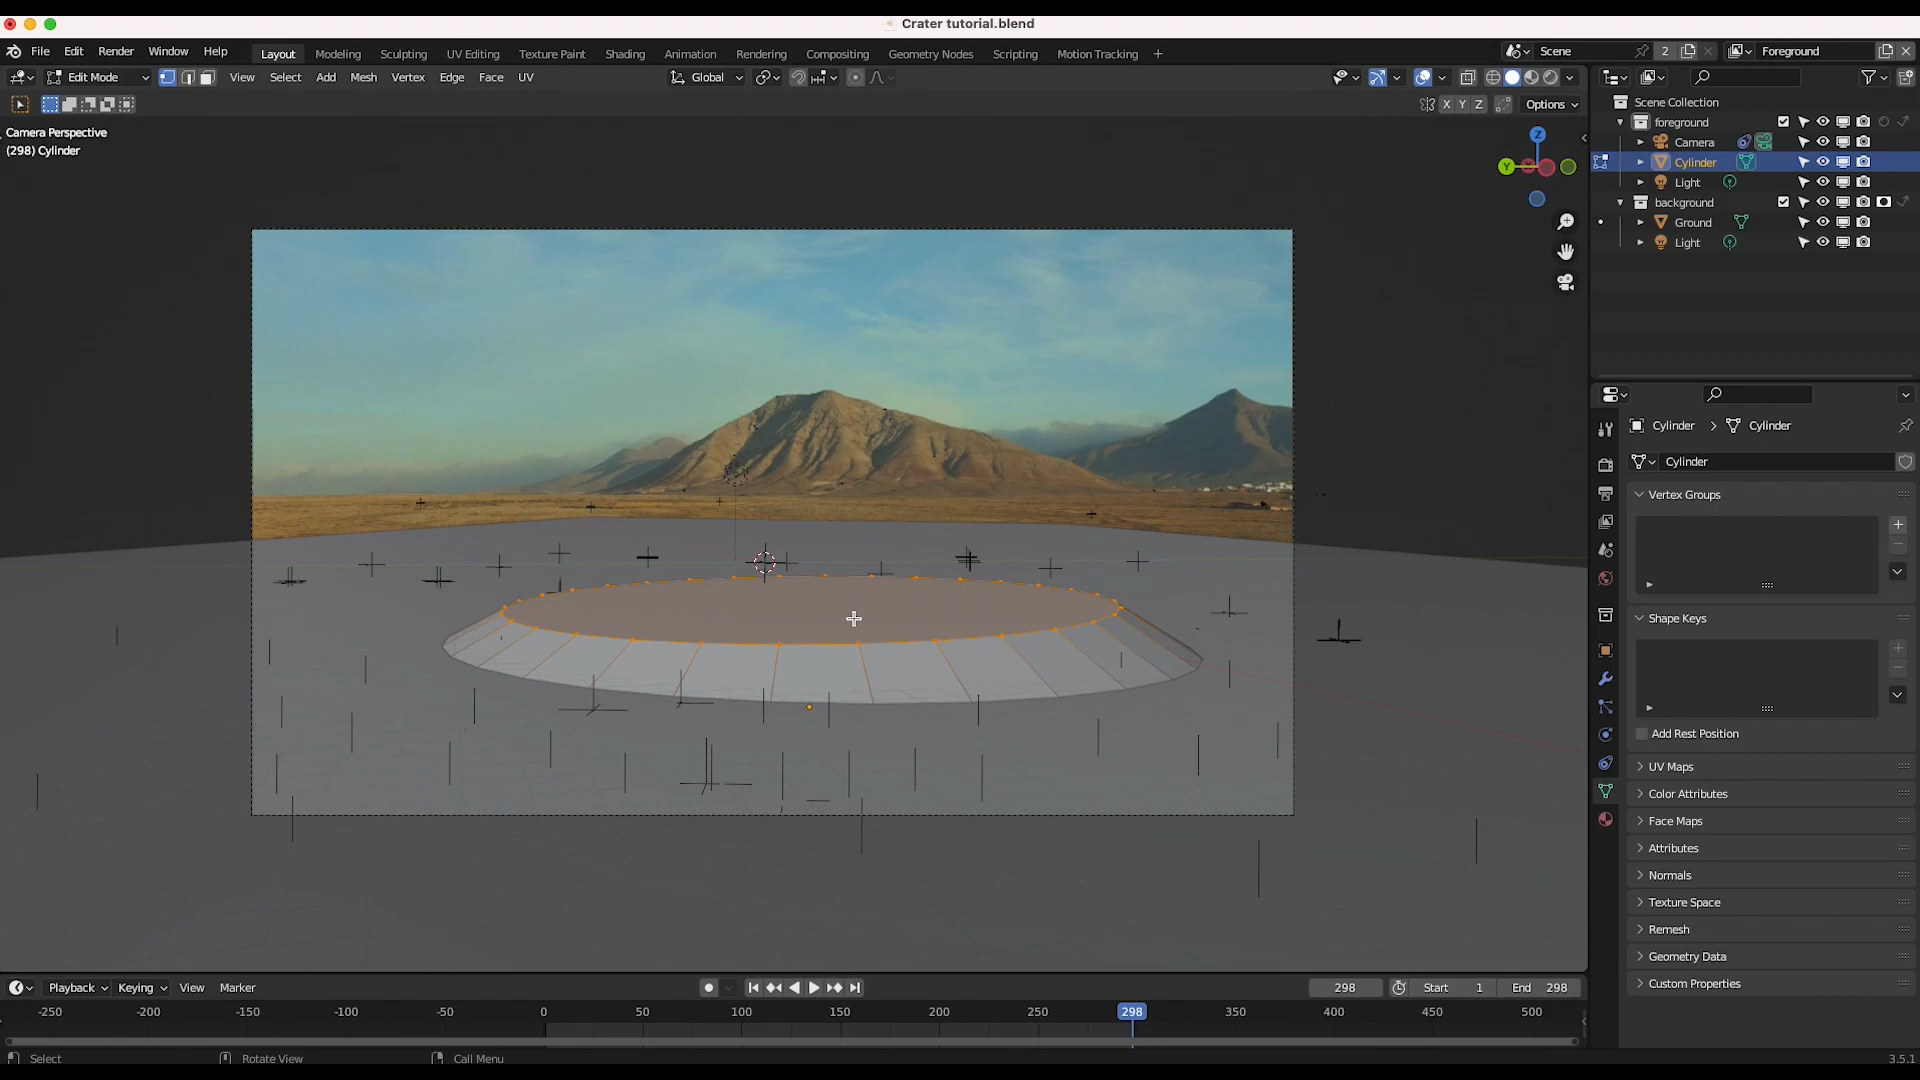 Crater tutorial.blend
File Edit Render Window Help Layout Modeling Sculpting UV Editing Texture Paint Shading Animation Rendering Compositing Geometry Nodes Scripting Motion Tracking + Scene 2 Foreground
Edit Mode View Select Add Mesh Vertex Edge Face UV Global
X Y Z Options
Camera Perspective
(298) Cylinder
Z
Y
Scene Collection
foreground
Camera
Cylinder
Light
background
Ground
Light
Cylinder > Cylinder
Cylinder
Vertex Groups
Shape Keys
Add Rest Position
UV Maps
Color Attributes
Face Maps
Attributes
Normals
Texture Space
Remesh
Geometry Data
Custom Properties
Playback Keying View Marker 298 Start 1 End 298
-250 -200 -150 -100 -50 0 50 100 150 200 250 298 350 400 450 500
Select Rotate View Call Menu 3.5.1